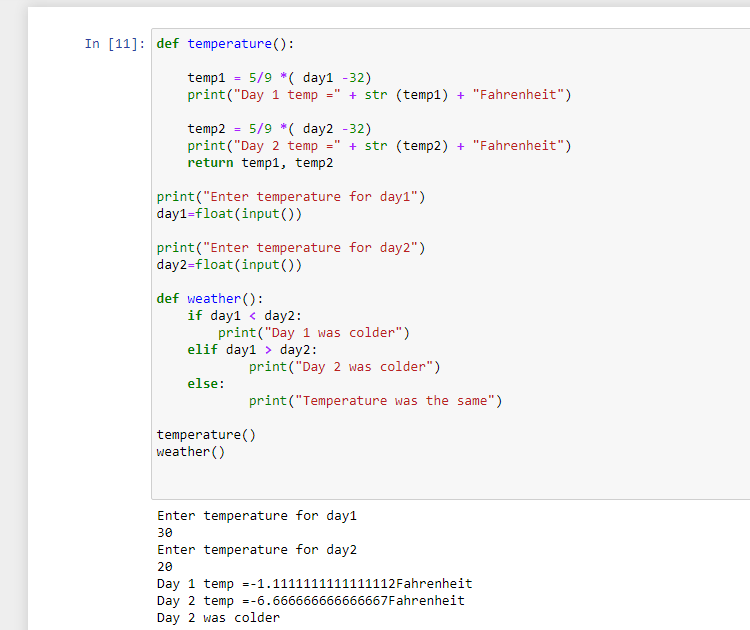 In [11]: def temperature():
temp1 = 5/9 *( day1 -32)
print("Day 1 temp =" + str (temp1) + "Fahrenheit")
temp2 = 5/9 *( day2 -32)
print("Day 2 temp =" + str (temp2) + "Fahrenheit")
return temp1, temp2
print("Enter temperature for day1")
day1=float(input())
print("Enter temperature for day2")
day2=float(input())
def weather():
if day1 < day2:
print("Day 1 was colder")
elif day1 > day2:
print("Day 2 was colder")
else:
print("Temperature was the same")
temperature()
weather()
Enter temperature for day1
30
Enter temperature for day2
20
Day 1 temp =-1.1111111111111112Fahrenheit
Day 2 temp =-6.666666666666667Fahrenheit
Day 2 was colder